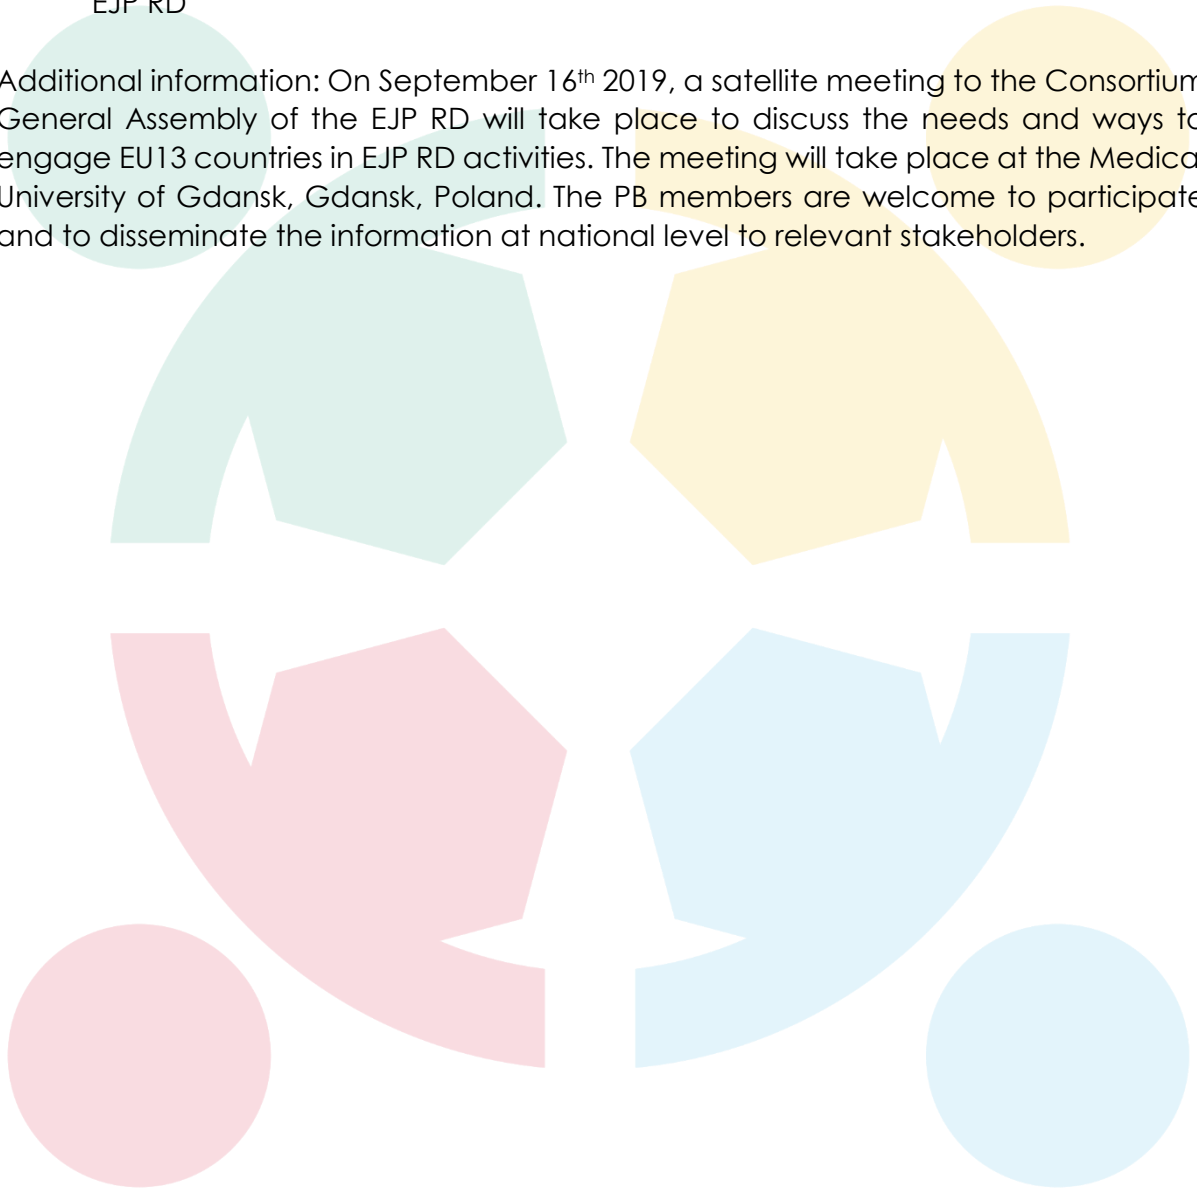 EJP RD
Additional information: On September 16th 2019, a satellite meeting to the Consortium
General Assembly of the EJP RD will take place to discuss the needs and ways to
engage EU13 countries in EJP RD activities. The meeting will take place at the Medical
University of Gdansk, Gdansk, Poland. The PB members are welcome to participate
and to disseminate the information at national level to relevant stakeholders.